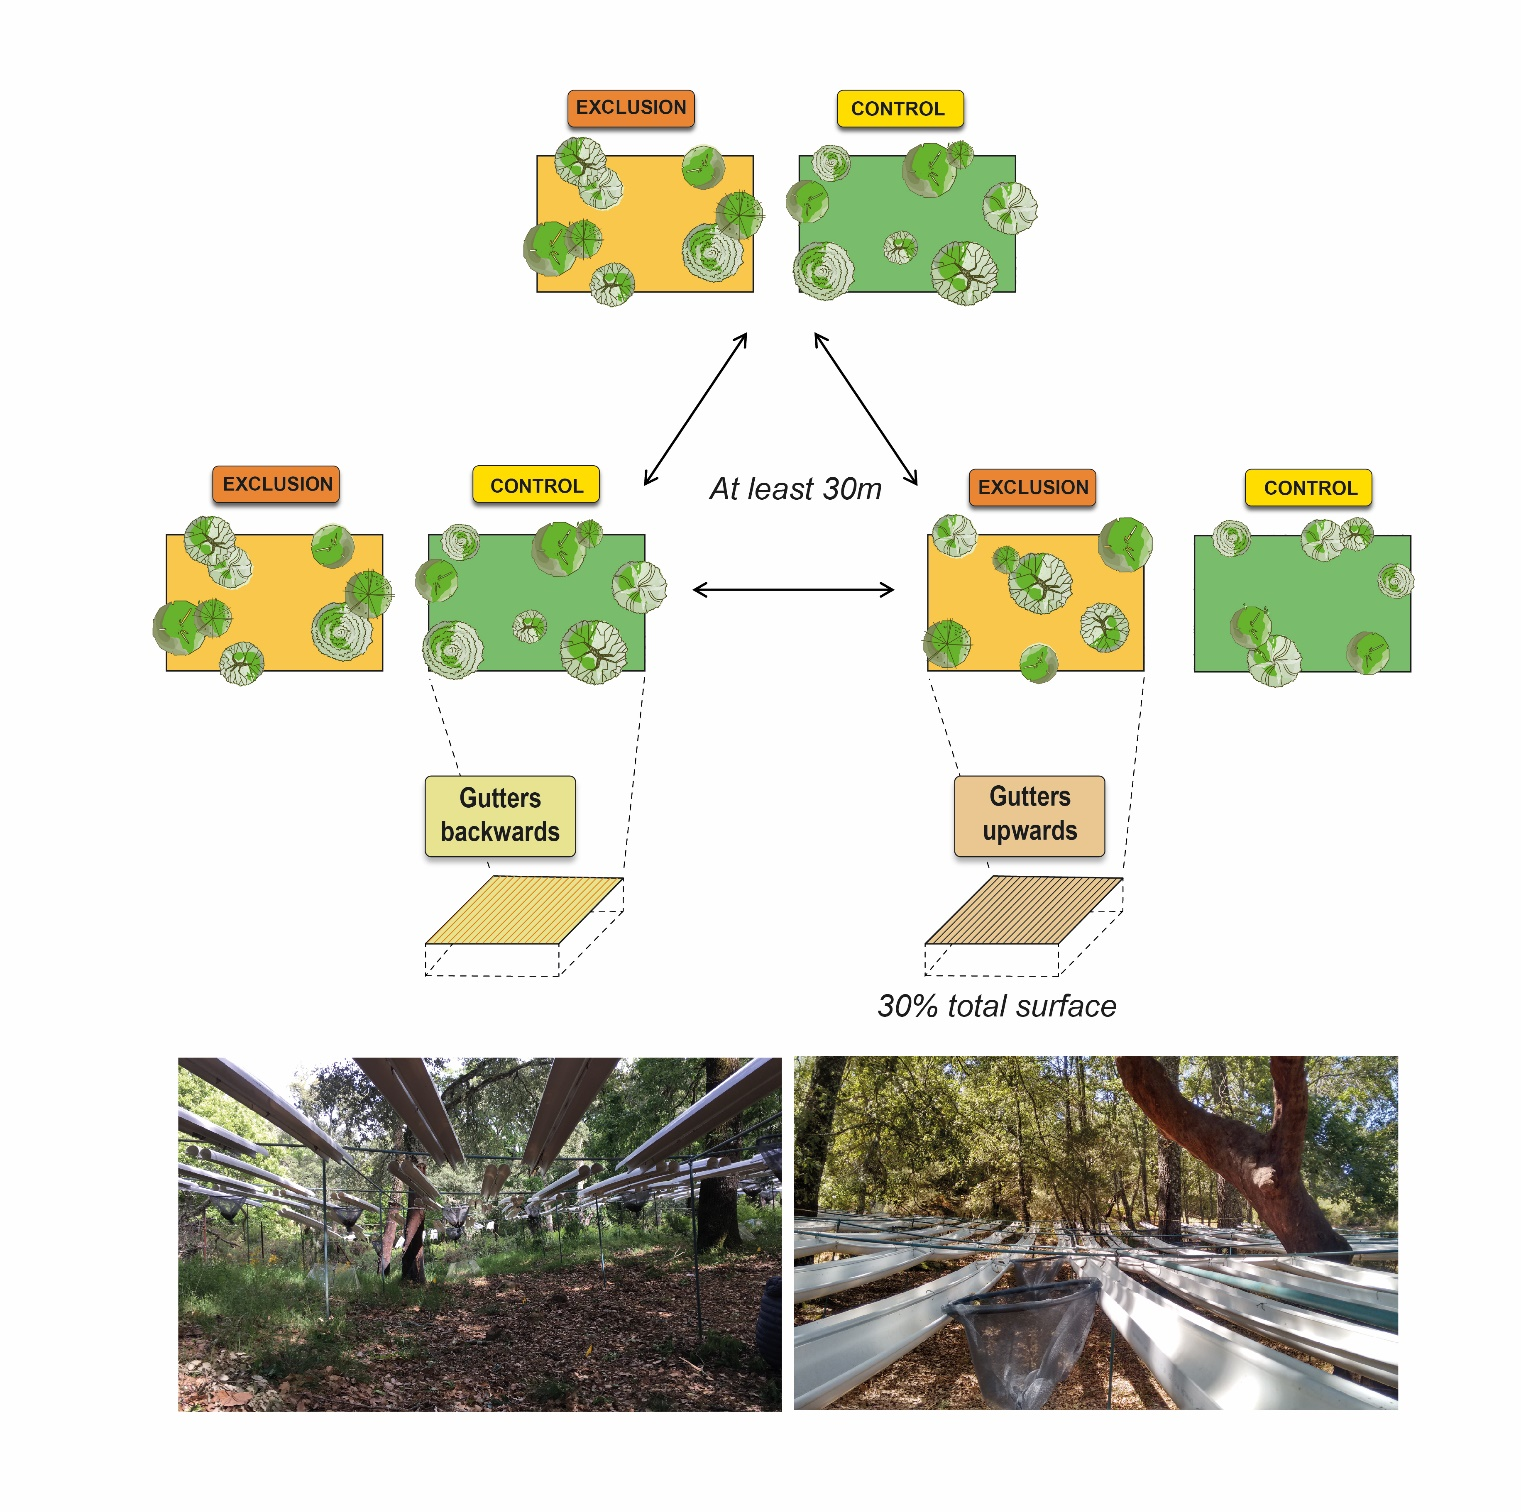 EXCLUSION
CONTROL
EXCLUSION
CONTROL
At least 30m
EXCLUSION
CONTROL
Gutters
backwards
Gutters
upwards
30% total surface